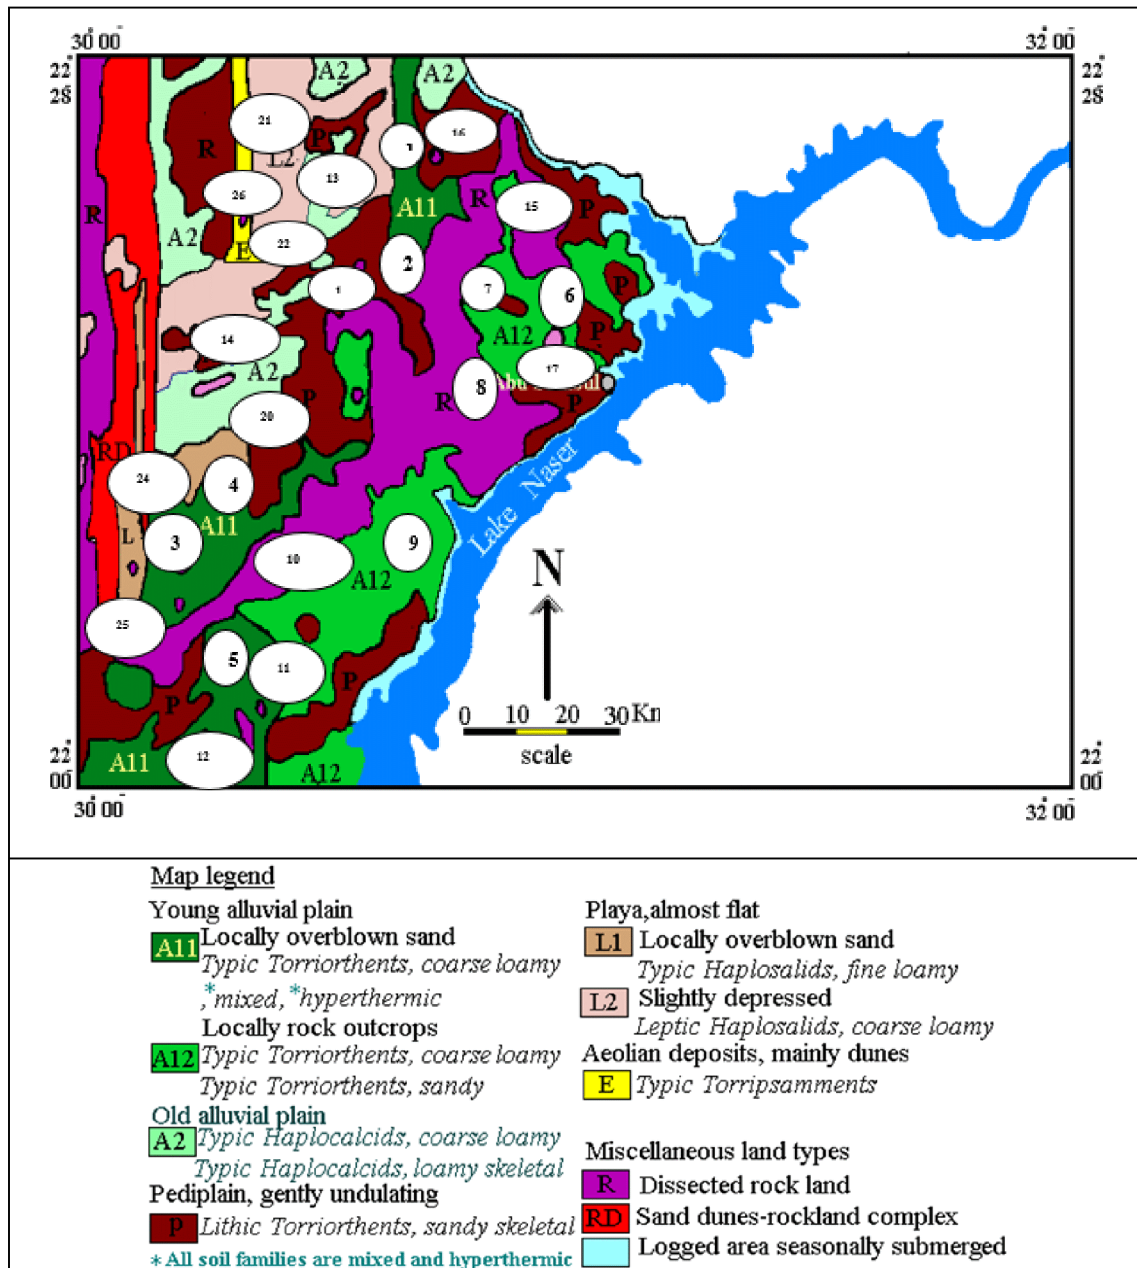 30 00
32 00
22
28
22
28
A2
A2
21
P
16
1
R
L2
13
26
R
15
R
P
A11
A2
22
E
2
7
6
P
1
A12
P
14
A2
17
Abu
ul
8
P
R
P
20
RD
24
4
A11
L
3
Lake Naser
9
10
A12
N
25
5
11
P
P
0 10 20 30
scale
12
A11
A12
22
00
22
00
30 00
32 00
Map legend
Young alluvial plain
A11 Locally overblown sand
Typic Torriorthents, coarse loamy
,*mixed, *hyperthermic
Locally rock outcrops
A12 Typic Torriorthents, coarse loamy
Typic Torriorthents, sandy
Old alluvial plain
A2 Typic Haplocalcids, coarse loamy
Typic Haplocalcids, loamy skeletal
Pediplain, gently undulating
P Lithic Torriorthents, sandy skeletal
* All soil families are mixed and hyperthermic
Playa,almost flat
L1 Locally overblown sand
Typic Haplosalids, fine loamy
L2 Slightly depressed
Leptic Haplosalids, coarse loamy
Aeolian deposits, mainly dunes
E Typic Torripsamments
Miscellaneous land types
R Dissected rock land
RD Sand dunes-rockland complex
Logged area seasonally submerged